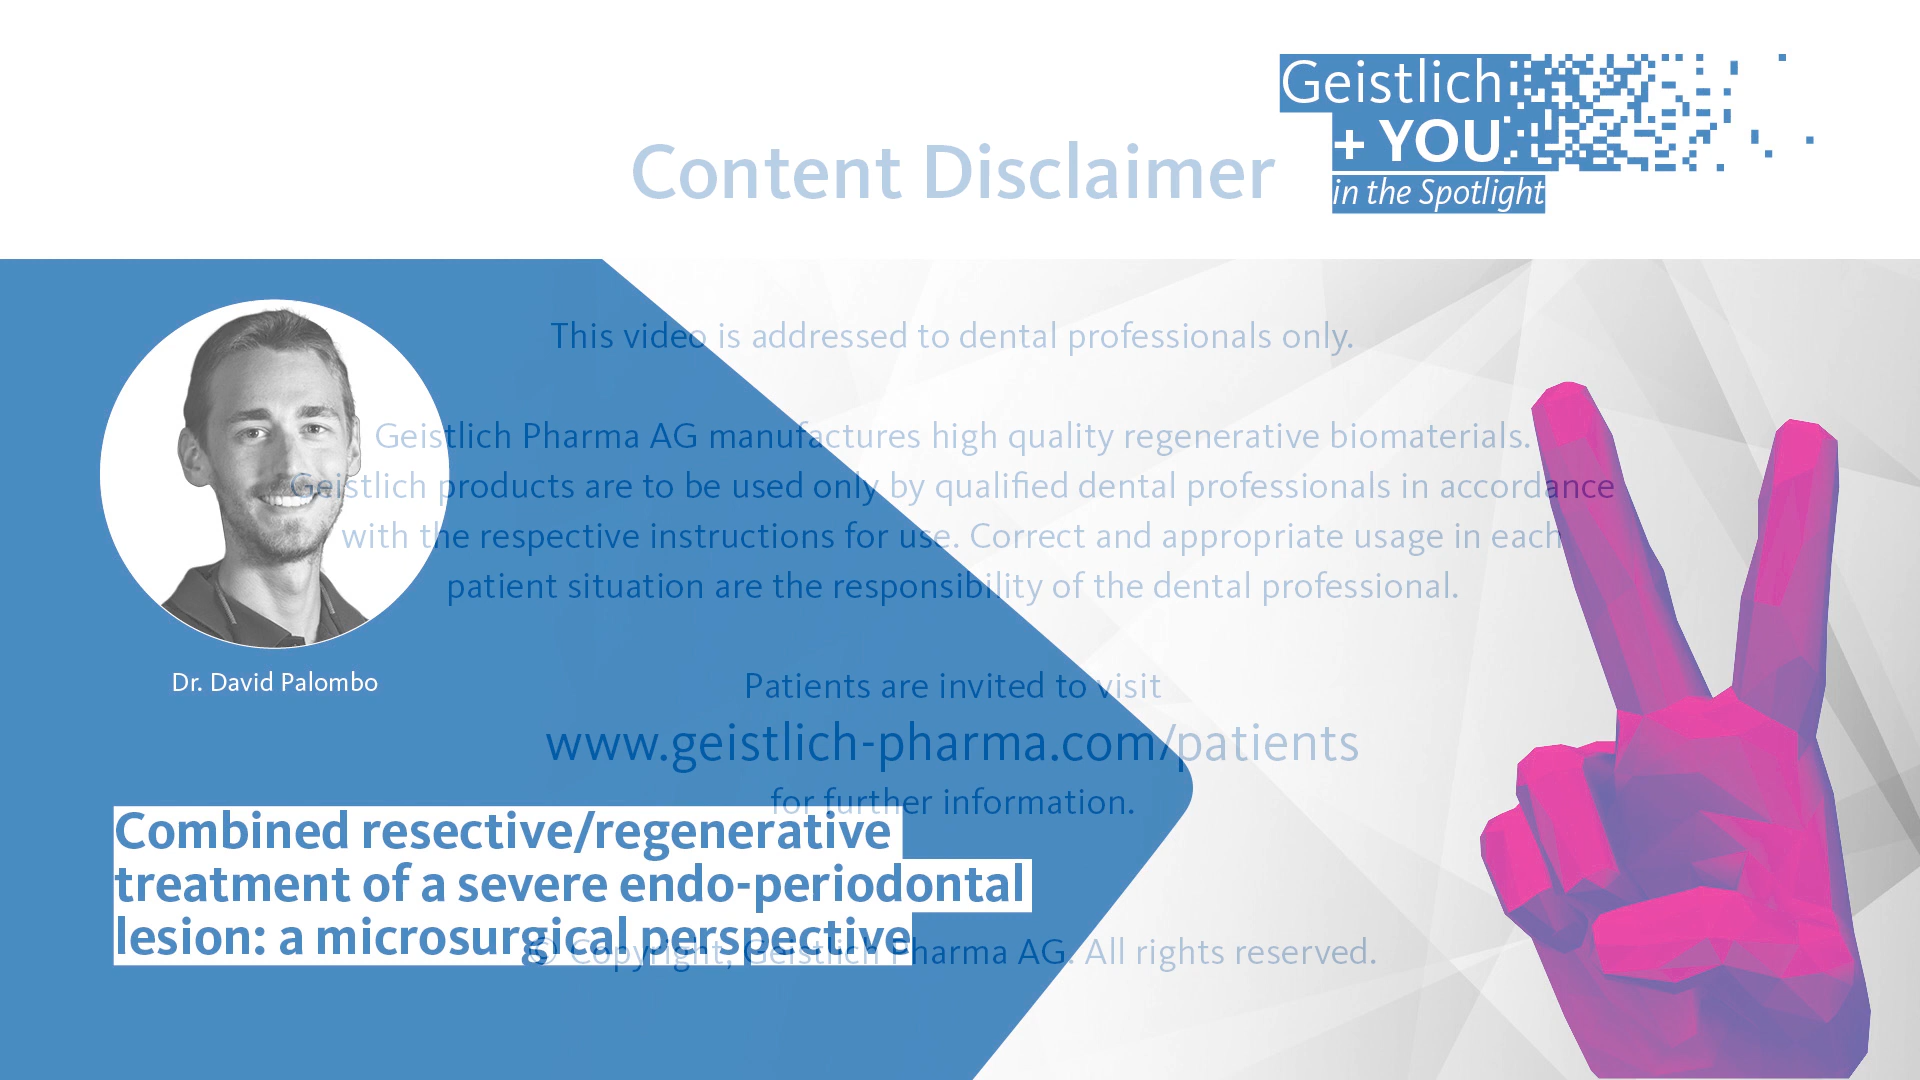 Geistlich
+ YOU
in the Spotlight
Content Disclaimer
This video is addressed to dental professionals only.
Geistlich Pharma AG manufactures high quality regenerative biomaterials.
Geistlich products are to be used only by qualified dental professionals in accordance
with the respective instructions for use. Correct and appropriate usage in each
patient situation are the responsibility of the dental professional.
Patients are invited to visit
www.geistlich-pharma.com/patients
for further information.
© Copyright, Geistlich Pharma AG. All rights reserved.
Dr. David Palombo
Combined resective/regenerative
treatment of a severe endo-periodontal
lesion: a microsurgical perspective